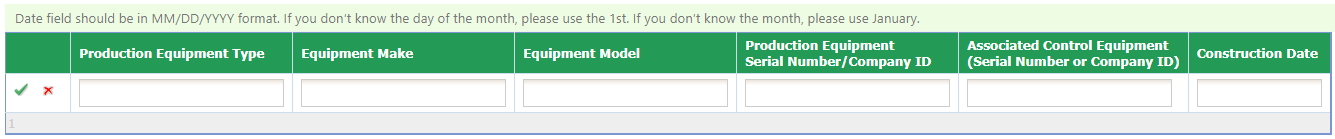 Date field should be in MM/DD/YYYY format. If you don't know the day of the month, please use the 1st. If you don't know the month, please use January.
Production Equipment Type
Equipment Make
Equipment Model
Production Equipment
Serial Number/Company ID
Associated Control Equipment
(Serial Number or Company ID)
Construction Date
1